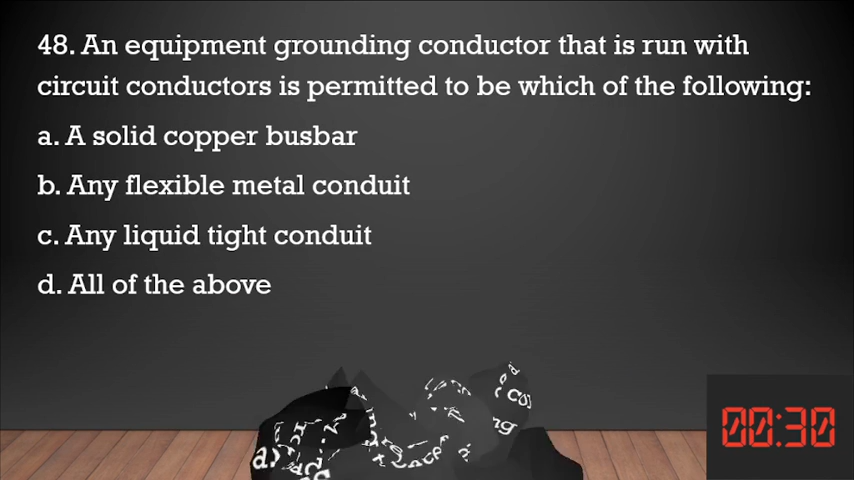 48. An equipment grounding conductor that is run with
circuit conductors is permitted to be which of the following:
a. A solid copper busbar
b. Any flexible metal conduit
c. Any liquid tight conduit
d. All of the above
00:30